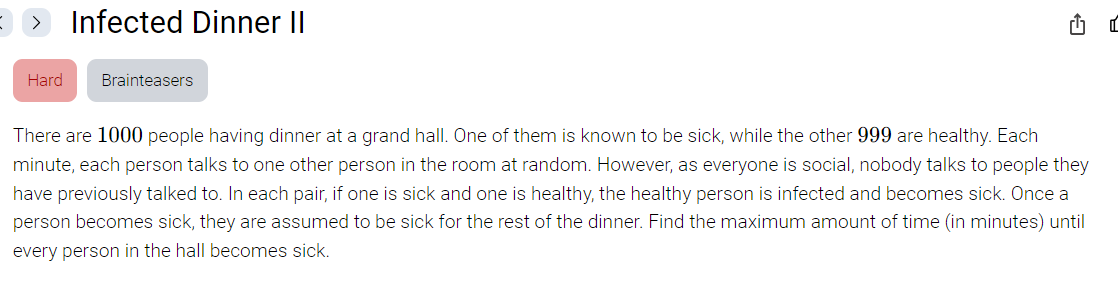 Infected Dinner II
Hard Brainteasers
There are 1000 people having dinner at a grand hall. One of them is known to be sick, while the other 999 are healthy. Each
minute, each person talks to one other person in the room at random. However, as everyone is social, nobody talks to people they
have previously talked to. In each pair, if one is sick and one is healthy, the healthy person is infected and becomes sick. Once a
person becomes sick, they are assumed to be sick for the rest of the dinner. Find the maximum amount of time (in minutes) until
every person in the hall becomes sick.